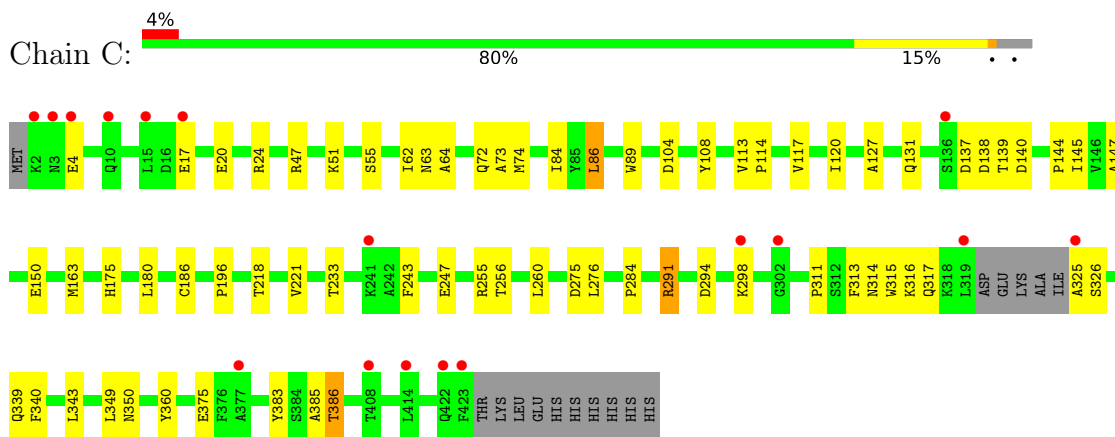 4%
Chain C:
80% 15% • •
MET K2 N3 E4 Q10 L15 D16 E17 E20 R24 R47 K51 S55 I62 N63 A64 Q72 A73 M74 I84 Y85 L86 W89 D104 Y108 V113 P114 V117 I120 A127 Q131 S136 D137 D138 T139 D140 P144 I145 V146 A147
E150 M163 H175 L180 C186 P196 T218 V221 T233 K241 A242 F243 E247 R255 T256 L260 D275 L276 P284 R291 D294 K298 G302 P311 S312 F313 N314 W315 K316 Q317 K318 L319 ASP GLU LYS ALA ILE A325 S326
Q339 F340 L343 L349 N350 Y360 E375 F376 A377 Y383 S384 A385 T386 T408 L414 Q422 F423 THR LYS LEU GLU HIS HIS HIS HIS HIS HIS